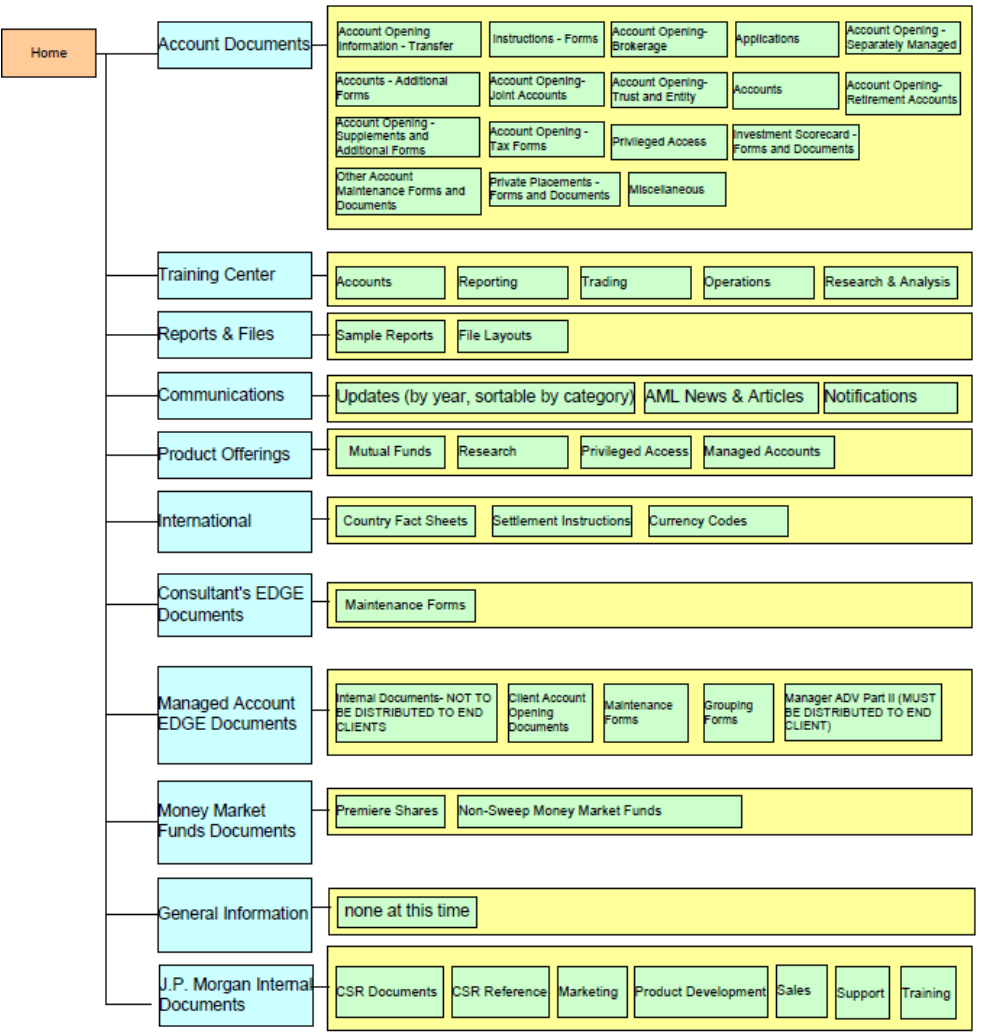 Home
Account Documents
Account Opening
Information - Transfer
Instructions - Forms
Account Opening-
Brokerage
Applications
Account Opening -
Separately Managed
Accounts - Additional
Forms
Account Opening-
Joint Accounts
Account Opening-
Trust and Entity
Accounts
Account Opening-
Retirement Accounts
Account Opening -
Supplements and
Additional Forms
Account Opening -
Tax Forms
Privileged Access
Investment Scorecard -
Forms and Documents
Other Account
Maintenance Forms and
Documents
Private Placements -
Forms and Documents
Miscellaneous
Training Center
Accounts
Reporting
Trading
Operations
Research & Analysis
Reports & Files
Sample Reports
File Layouts
Communications
Updates (by year, sortable by category)
AML News & Articles
Notifications
Product Offerings
Mutual Funds
Research
Privileged Access
Managed Accounts
International
Country Fact Sheets
Settlement Instructions
Currency Codes
Consultant's EDGE
Documents
Maintenance Forms
Managed Account
EDGE Documents
Internal Documents- NOT TO
BE DISTRIBUTED TO END
CLIENTS
Client Account
Opening
Documents
Maintenance
Forms
Grouping
Forms
Manager ADV Part II (MUST
BE DISTRIBUTED TO END
CLIENT)
Money Market
Funds Documents
Premiere Shares
Non-Sweep Money Market Funds
General Information
none at this time
J.P. Morgan Internal
Documents
CSR Documents
CSR Reference
Marketing
Product Development
Sales
Support
Training